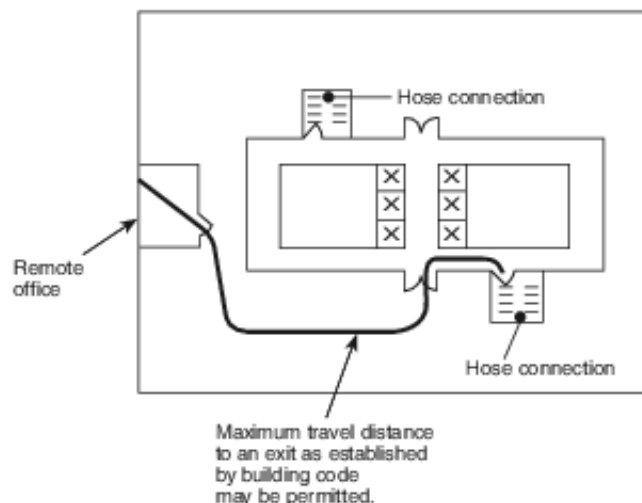 Hose connection
Remote
office
Hose connection
Maximum travel distance
to an exit as established
by building code
may be permitted.